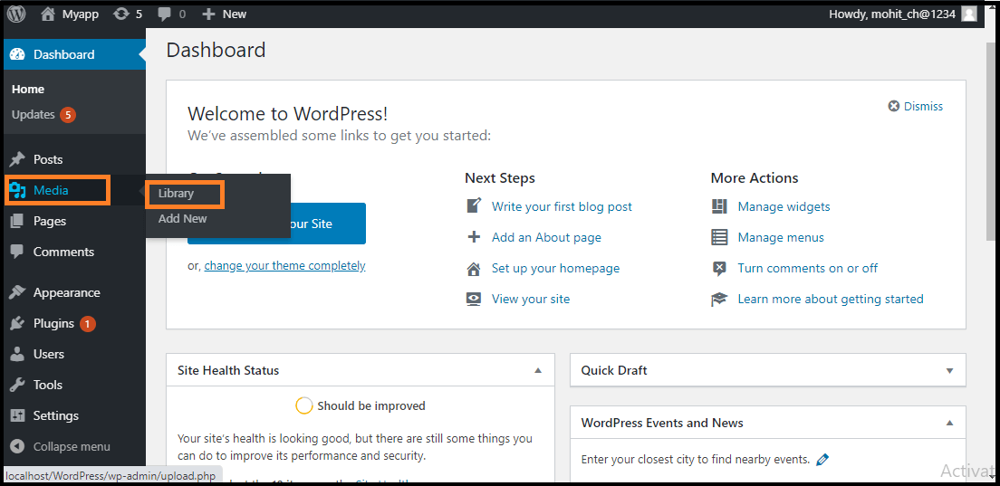 Myapp 5 0 New
Howdy, mohit_ch@1234
Dashboard
Home
Updates 5
Posts
Media
Pages
Comments
Appearance
Plugins 1
Users
Tools
Settings
Collapse menu
Library
Add New
Dashboard
Welcome to WordPress!
We've assembled some links to get you started:
Dismiss
our Site
or, change your theme completely
Next Steps
Write your first blog post
Add an About page
Set up your homepage
View your site
More Actions
Manage widgets
Manage menus
Turn comments on or off
Learn more about getting started
Site Health Status
Should be improved
Your site's health is looking good, but there are still some things you
can do to improve its performance and security.
Quick Draft
WordPress Events and News
Enter your closest city to find nearby events.
Activat
localhost/WordPress/wp-admin/upload.php